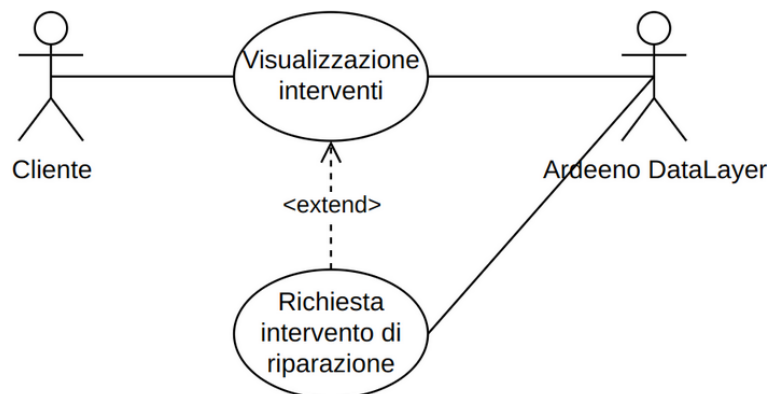 Visualizzazione
interventi
Cliente
Ardeeno DataLayer
<extend>
Richiesta
intervento di
riparazione